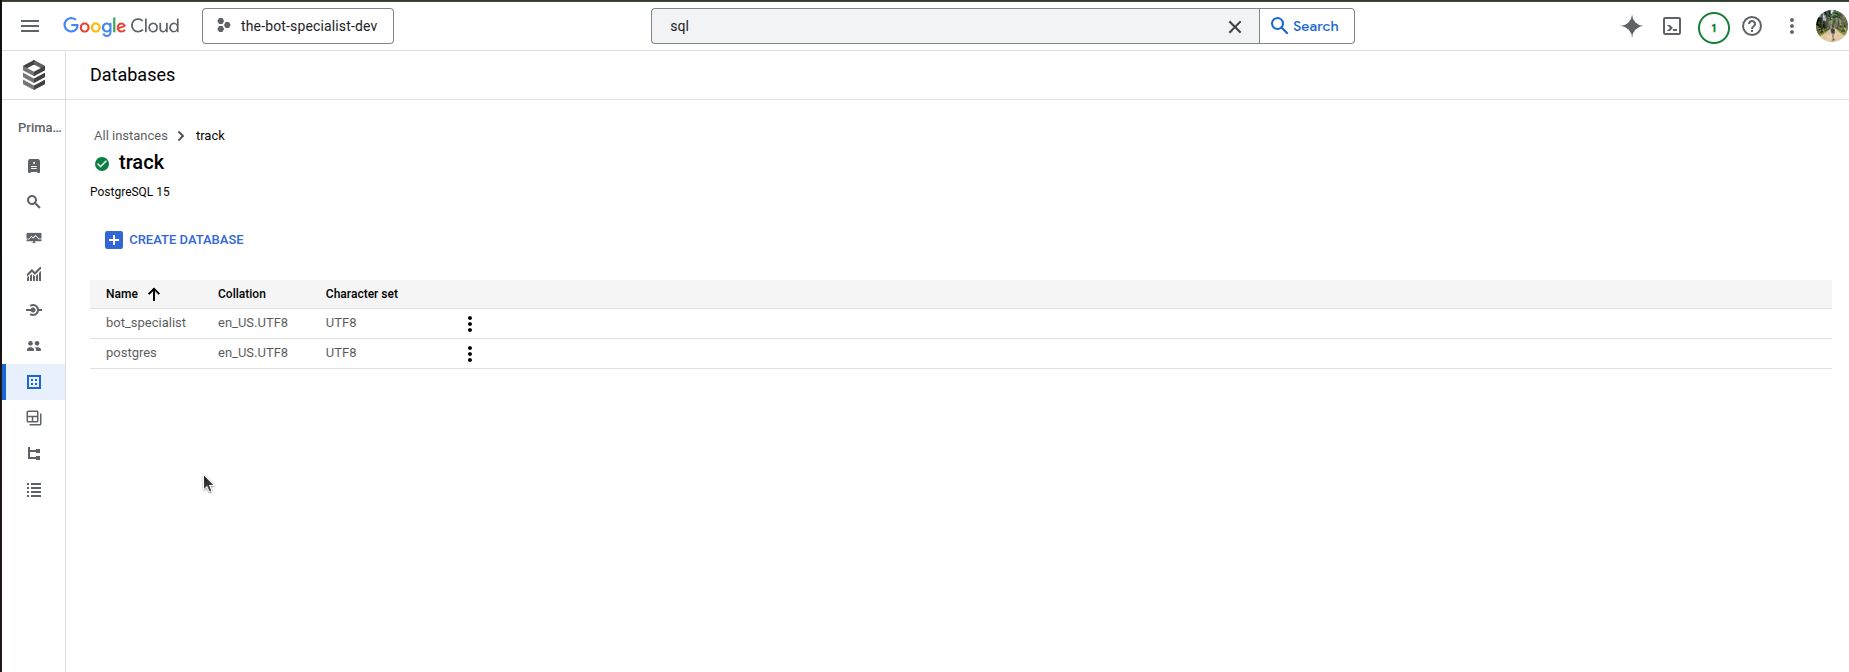 Google Cloud
the-bot-specialist-dev
sql
Search
1
Databases
Prima...
All instances
track
track
PostgreSQL 15
CREATE DATABASE
Name Collation Character set
bot_specialist en_US.UTF8 UTF8
postgres en_US.UTF8 UTF8